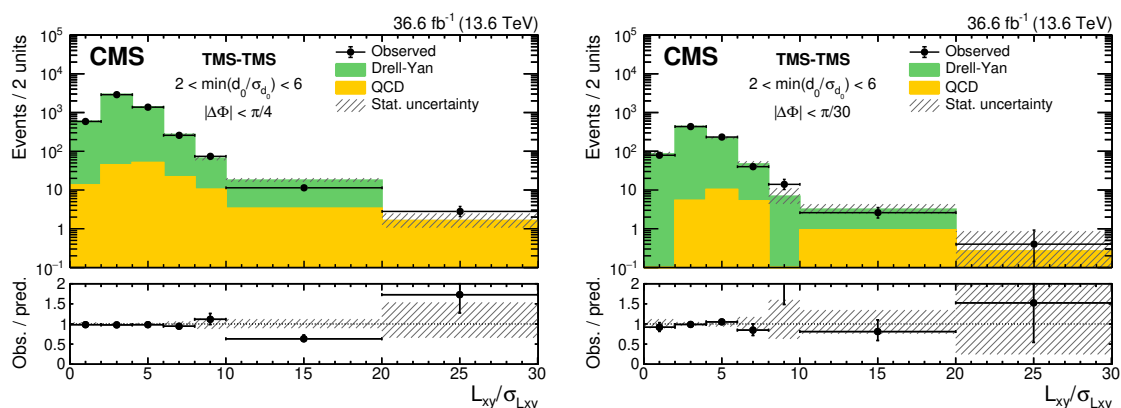 36.6 fb⁻¹ (13.6 TeV)
CMS
TMS-TMS
2 < min(d₀/σ_d₀) < 6
|ΔΦ| < π/4
Observed
Drell-Yan
QCD
Stat. uncertainty
Events / 2 units
10⁵
10⁴
10³
10²
10
1
10⁻¹
Obs. / pred.
2
1.5
1
0.5
0
0 5 10 15 20 25 30
L_xy/σ_Lxy
36.6 fb⁻¹ (13.6 TeV)
CMS
TMS-TMS
2 < min(d₀/σ_d₀) < 6
|ΔΦ| < π/30
Observed
Drell-Yan
QCD
Stat. uncertainty
Events / 2 units
10⁵
10⁴
10³
10²
10
1
10⁻¹
Obs. / pred.
2
1.5
1
0.5
0
0 5 10 15 20 25 30
L_xy/σ_Lxy